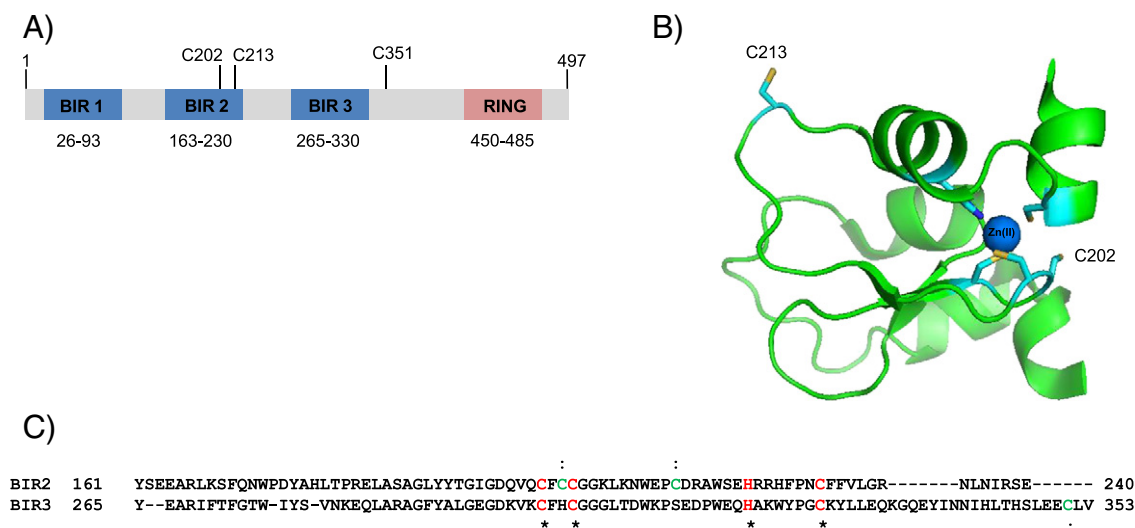 A)
1 C202 C213 C351 497
BIR 1 BIR 2 BIR 3 RING
26-93 163-230 265-330 450-485
B)
C213
Zn(II)
C202
C)
: :
BIR2 161 YSEEARLKSFQNWPDYAHLTPRELASAGLYYTGIGDQVQCFCCGGKLKNWEPCDRAWSEHRRHFPNCFFVLGR-------NLNIRSE------ 240
BIR3 265 Y--EARIFTFGTW-IYS-VNKEQLARAGFYALGEGDKVKCFHCGGGLTDWKPSEDPWEQHAKWYPGCKYLLEQKGQEYINNIHLTHSLEECLV 353
* * * * .